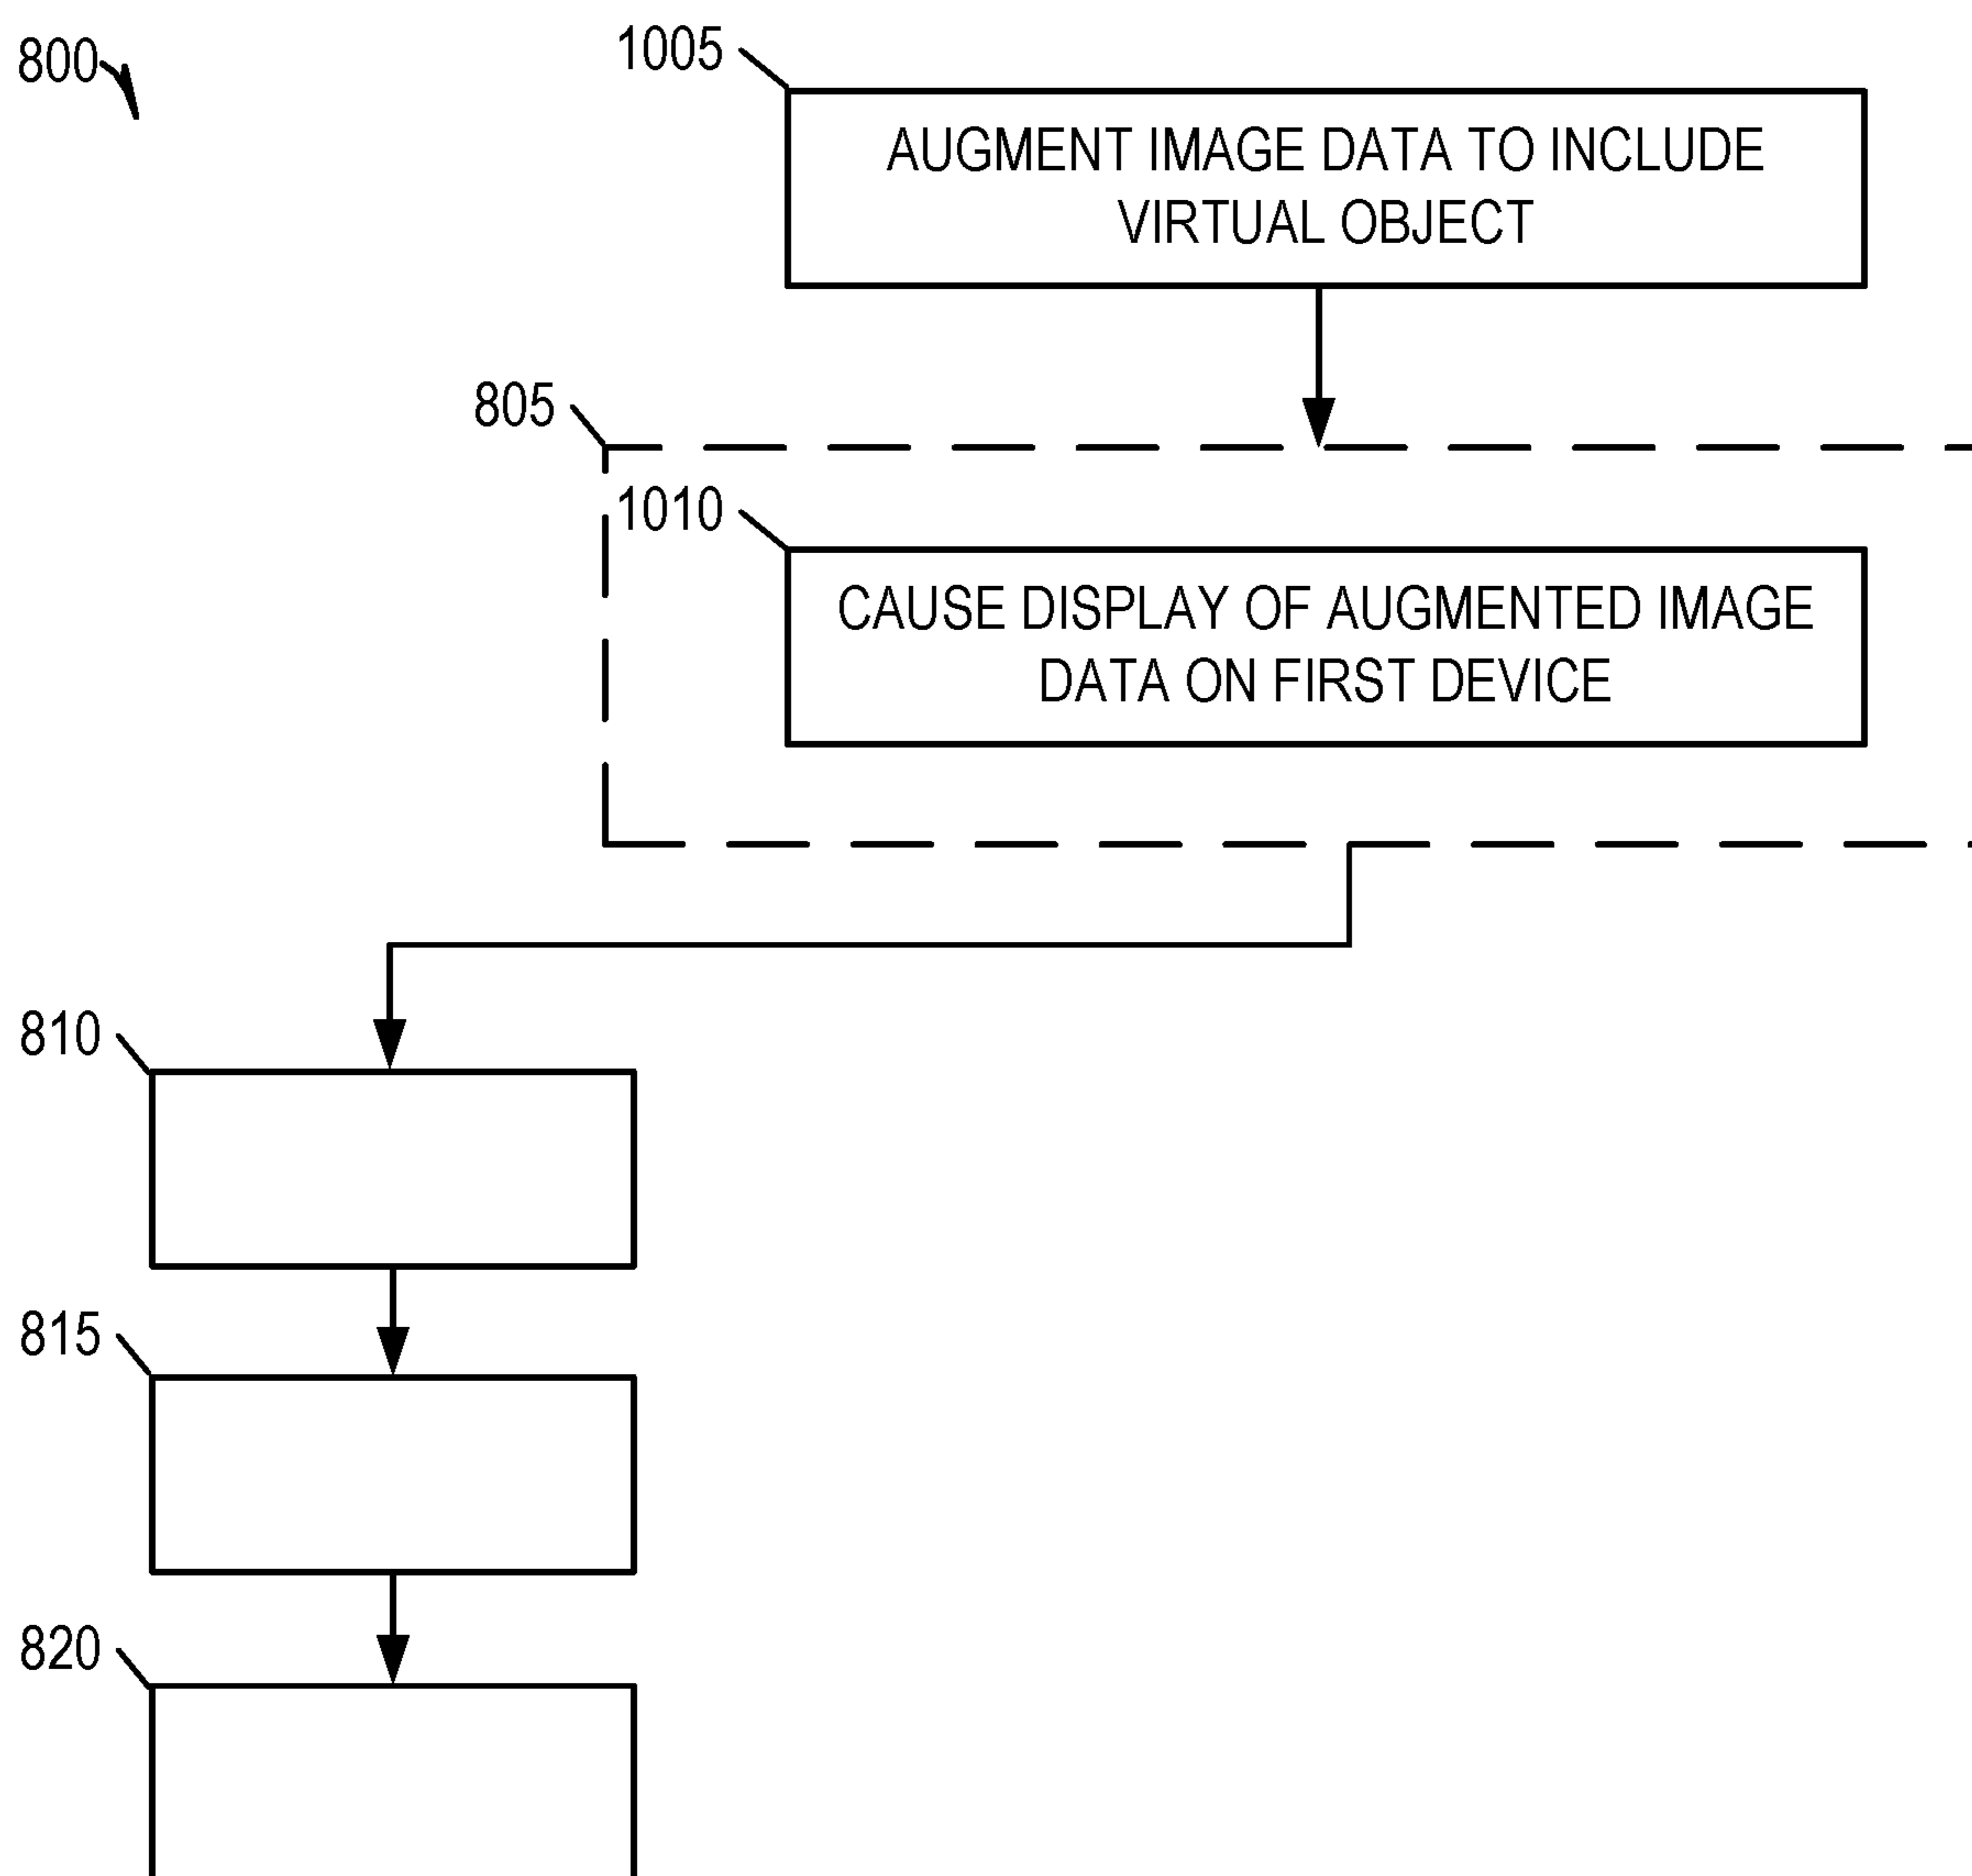 800
1005
AUGMENT IMAGE DATA TO INCLUDE
VIRTUAL OBJECT
805
1010
CAUSE DISPLAY OF AUGMENTED IMAGE
DATA ON FIRST DEVICE
810
815
820